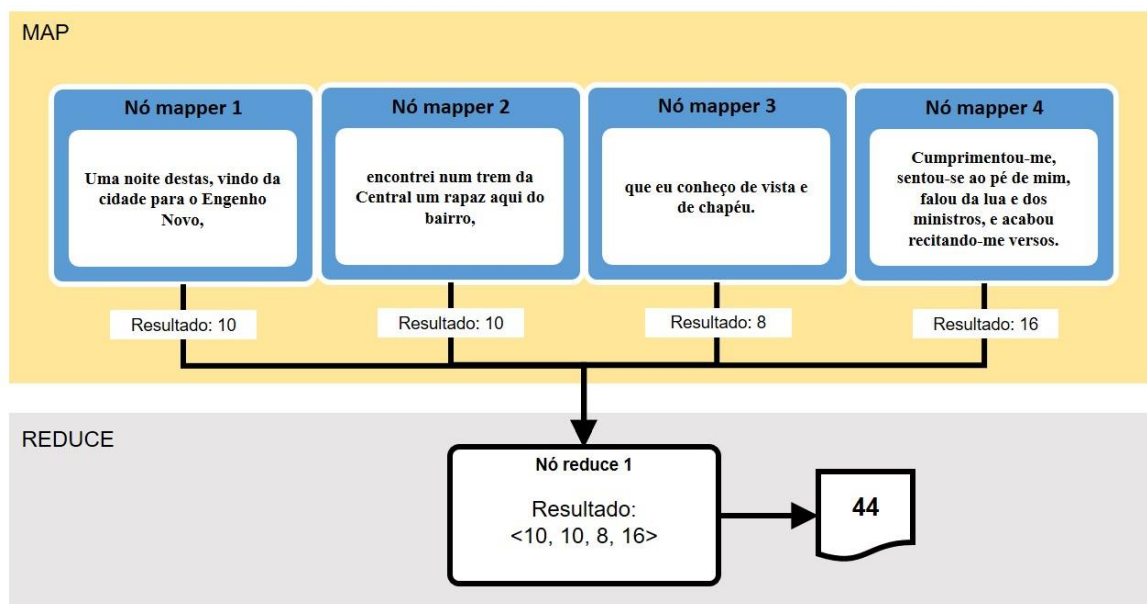 MAP
Nó mapper 1
Uma noite destas, vindo da
cidade para o Engenho
Novo,
Resultado: 10
Nó mapper 2
encontrei num trem da
Central um rapaz aqui do
bairro,
Resultado: 10
Nó mapper 3
que eu conheço de vista e
de chapéu.
Resultado: 8
Nó mapper 4
Cumprimentou-me,
sentou-se ao pé de mim,
falou da lua e dos
ministros, e acabou
recitando-me versos.
Resultado: 16
REDUCE
Nó reduce 1
Resultado:
<10, 10, 8, 16>
44